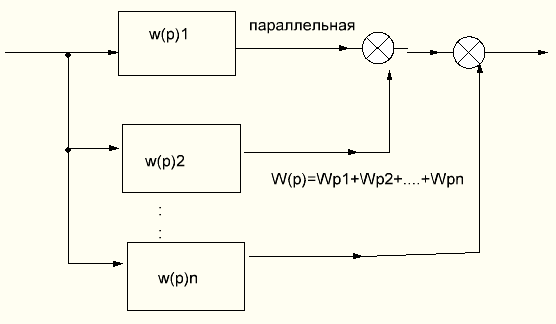 w(p)1
параллельная
w(p)2
W(p)=Wp1+Wp2+....+Wpn
:
:
w(p)n